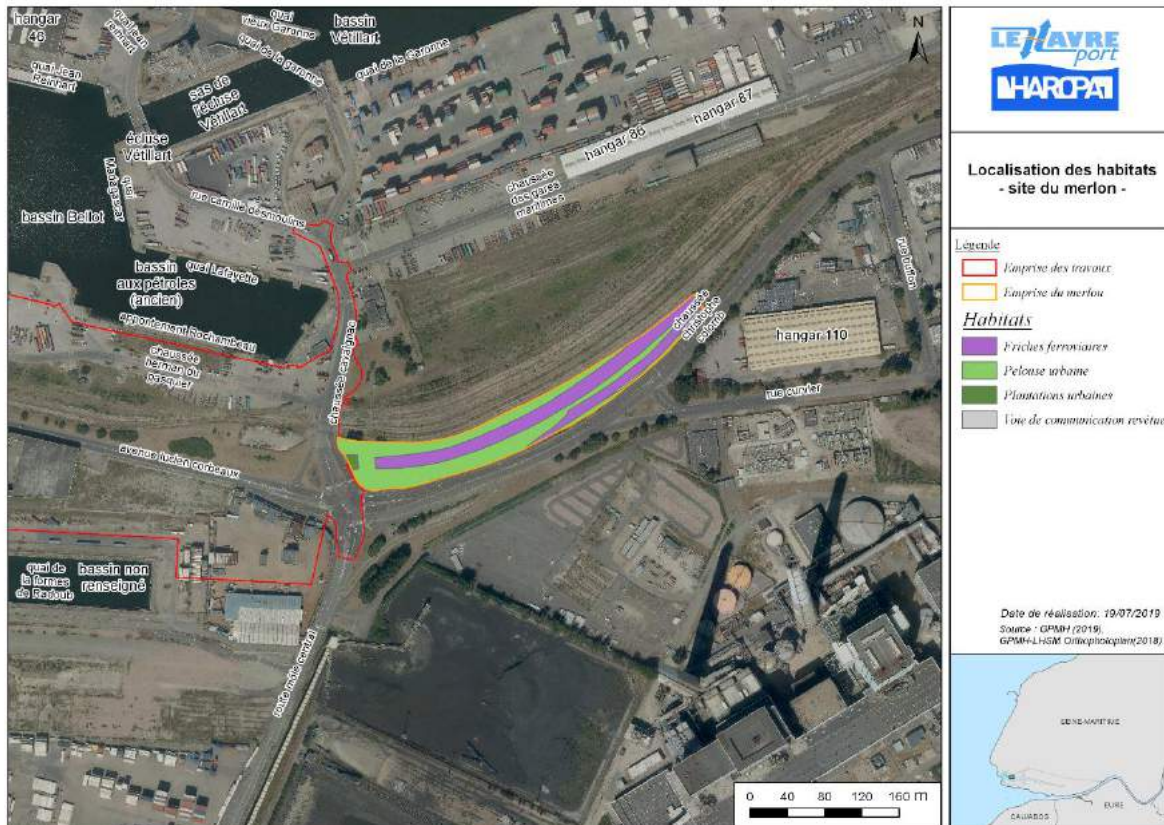 hangar
46
quai jean
reinhart
quai
vieux Garonne
bassin
Vétillart
quai de la garonne
quai de la Garonne
quai Jean
Reinhart
sas de
l'écluse
Vétillart
écluse
Vétillart
quai
Madagascar
bassin Bellot
rue camille desmoulins
hangar 86
hangar 87
chaussée
des gares
maritimes
bassin
aux pétroles
(ancien)
quai Lafayette
appontement Rochambeau
chaussée
herman du
pasquier
chaussée cavaignac
chaussée
christophe
colomb
hangar 110
rue cuvier
avenue lucien corbeaux
quai de
la formes
de Radoub
bassin non
renseigné
route môle central
N
0 40 80 120 160 m
LE HAVRE
port
HAROPA
Localisation des habitats
- site du merlon -
Légende
Emprise des travaux
Emprise du merlon
Habitats
Friches ferroviaires
Pelouse urbaine
Plantations urbaines
Voie de communication revêtue
Date de réalisation: 19/07/2019
Source : GPMH (2019),
GPMH-LHSM Orthophotoplan(2018)
SEINE-MARITIME
EURE
CALVADOS